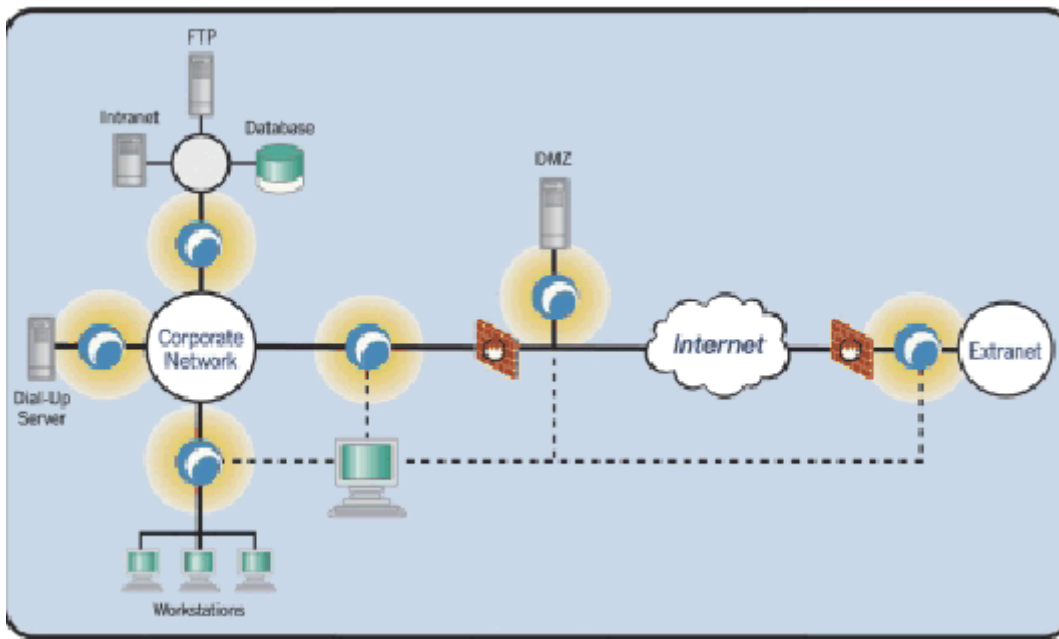 FTP
Intranet
Database
DMZ
Corporate
Network
Internet
Extranet
Dial-Up
Server
Workstations